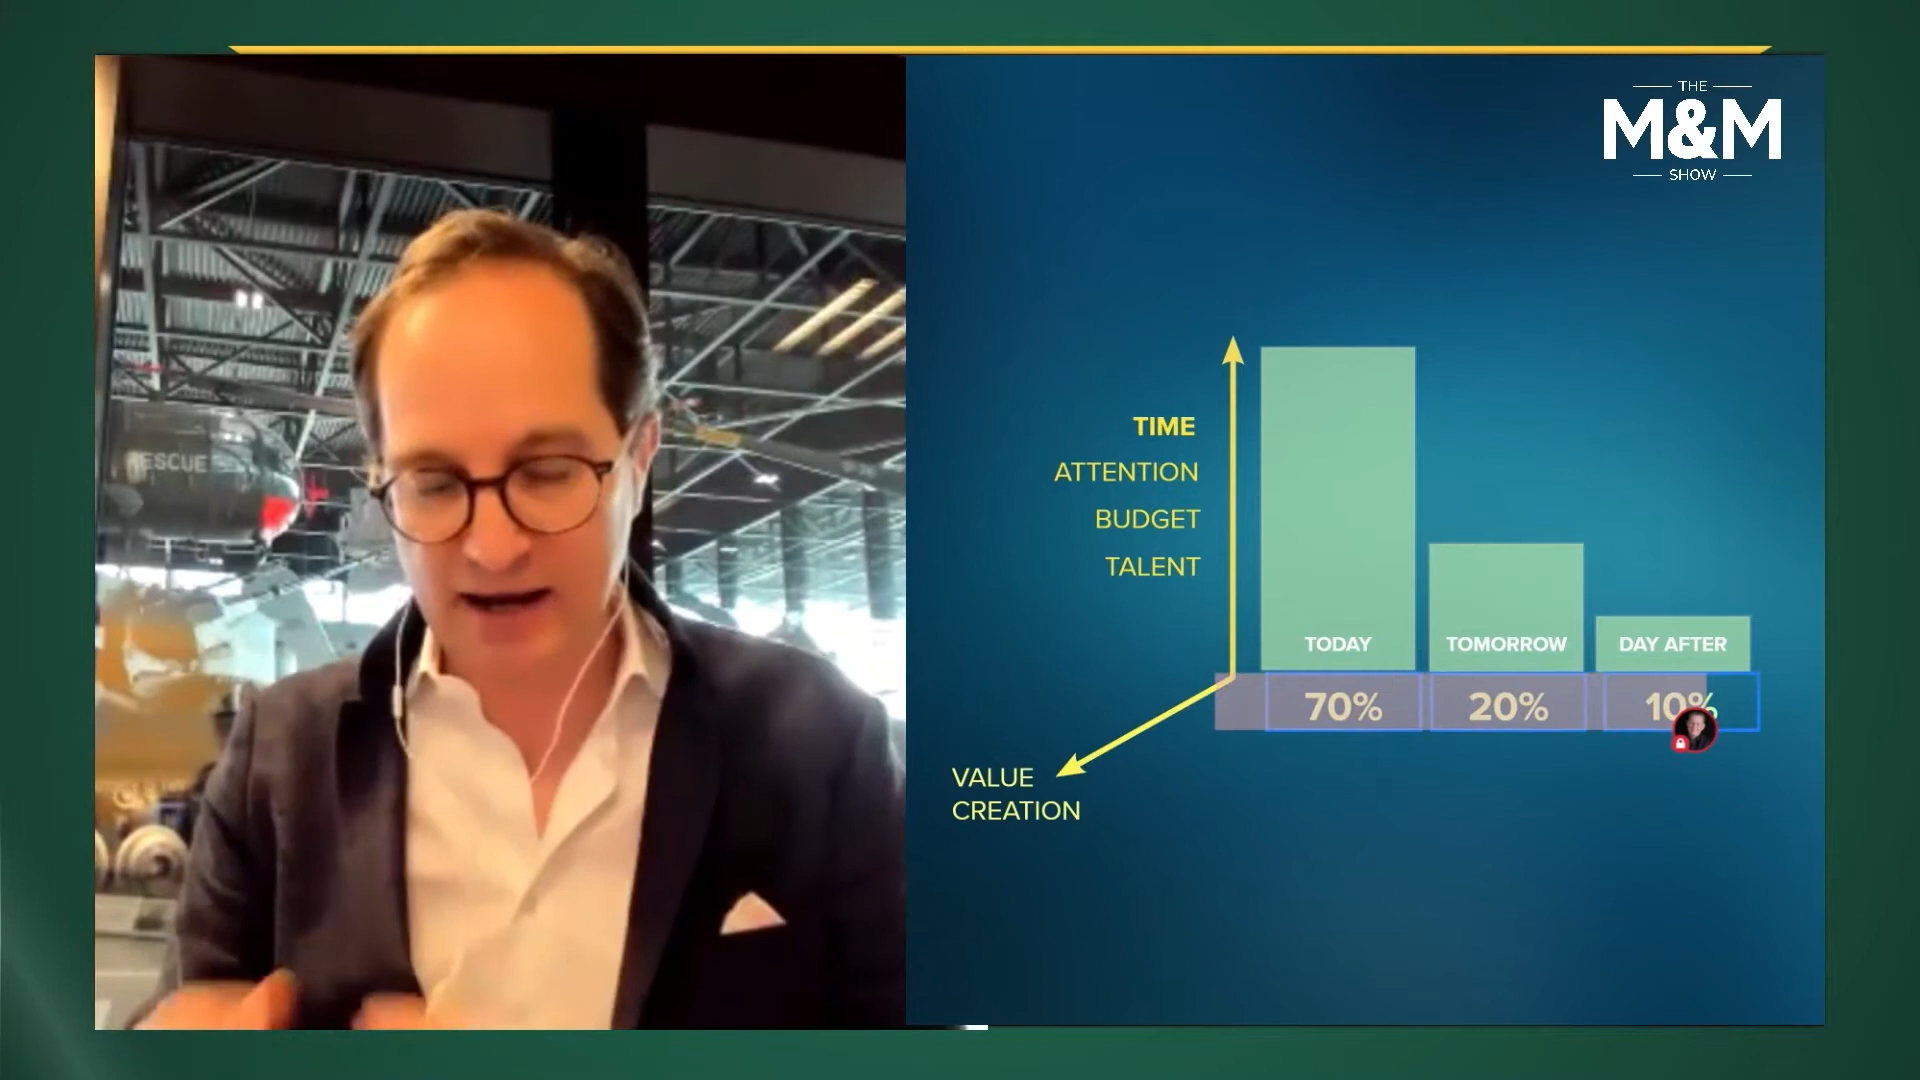 THE
M&M
SHOW
ESCUE
TIME
ATTENTION
BUDGET
TALENT
TODAY
TOMORROW
DAY AFTER
70%
20%
10%
VALUE
CREATION